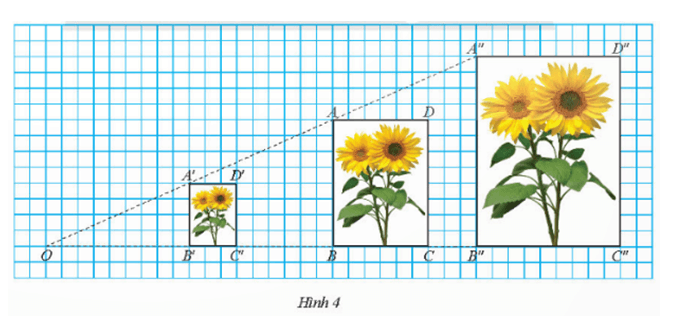 A" D"
A D
A' D'
O B' C' B C B" C"
Hình 4